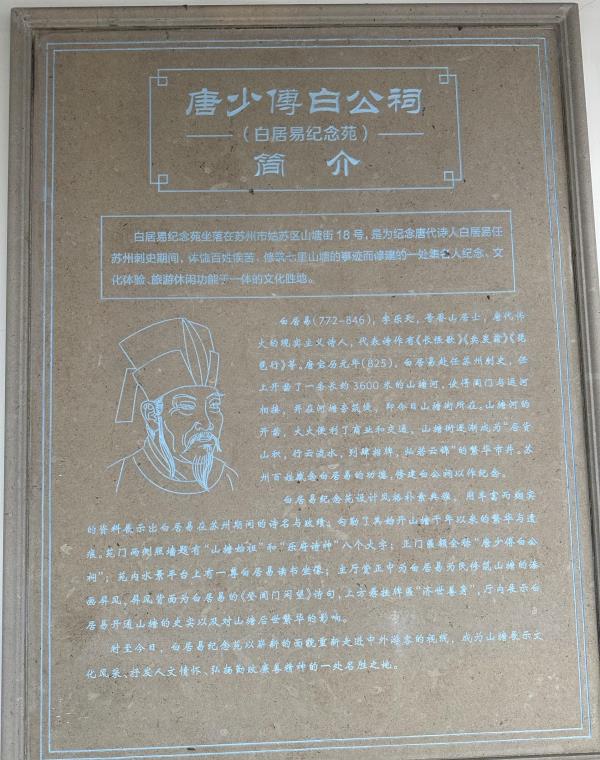 唐少傅白公祠
（白居易纪念苑）
简 介
白居易纪念苑坐落在苏州市姑苏区山塘街18号，是为纪念唐代诗人白居易任
苏州刺史期间，体恤百姓疾苦、修筑七里山塘的事迹而修建的一处集名人纪念、文
化体验、旅游休闲功能于一体的文化胜地。
白居易(772-846)，字乐天，号香山居士，唐代伟
大的现实主义诗人，代表诗作有《长恨歌》《卖炭翁》《琵
琶行》等。唐宝历元年(825)，白居易赴任苏州刺史，任
上开凿了一条长约3600米的山塘河，使得阊门与运河
相接，并在河塘旁筑堤，即今日山塘街所在。山塘河的
开凿，大大便利了商业和交通，山塘街逐渐成为“居货
山积，行云流水，列肆招牌，灿若云锦”的繁华市井。苏
州百姓感念白居易的功德，修建白公祠以作纪念。
白居易纪念苑设计风格朴素典雅，用丰富而翔实
的资料展示出白居易在苏州期间的诗名与政绩，勾勒了其始开山塘千年以来的繁华与遗
痕。苑门两侧照墙题有“山塘始祖”和“乐府诗神”八个大字；正门匾额全称“唐少傅白公
祠”；苑内水景平台上有一尊白居易读书坐像；主厅堂正中为白居易为民修筑山塘的漆
画屏风，屏风背面为白居易的《登阊门闲望》诗句，上方悬挂牌匾“济世善身”，厅内展示白
居易开通山塘的史实以及对山塘后世繁华的影响。
时至今日，白居易纪念苑以崭新的面貌重新走进中外游客的视线，成为山塘展示文
化风采、抒发人文情怀、弘扬勤政廉善精神的一处名胜之地。